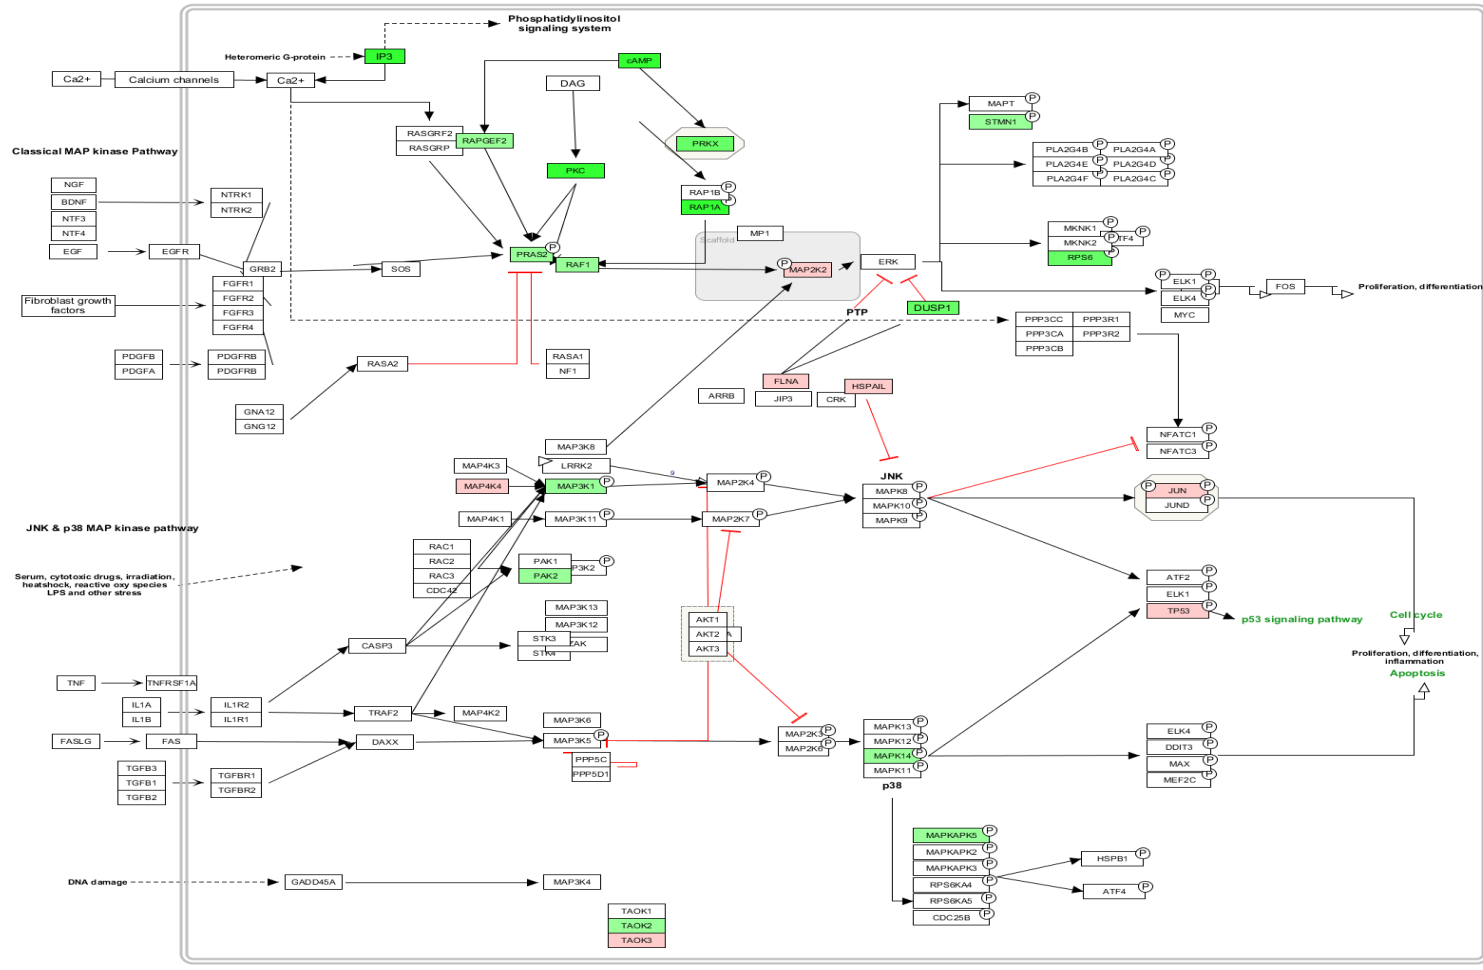 Phosphatidylinositol
signaling system
Heteromeric G-protein
IP3
cAMP
Ca2+
Calcium channels
Ca2+
DAG
MAPT
P
STMN1
P
RASGRF2
RASGRP
RAPGEF2
PRKX
Classical MAP kinase Pathway
PLA2G4B
P
PLA2G4A
P
PLA2G4E
P
PLA2G4D
P
PLA2G4F
P
PLA2G4C
P
PKC
NGF
BDNF
NTF3
NTF4
NTRK1
NTRK2
RAP1B
P
RAP1A
P
MP1
Scaffold
MKNK1
P
MKNK2
P
TF4
P
RPS6
P
EGF
EGFR
GRB2
SOS
PRAS2
P
RAF1
P
MAP2K2
ERK
FGFR1
FGFR2
FGFR3
FGFR4
Fibroblast growth
factors
P
ELK1
P
ELK4
P
MYC
FOS
Proliferation, differentiation
DUSP1
PTP
PPP3CC
PPP3R1
PPP3CA
PPP3R2
PPP3CB
PDGFB
PDGFA
PDGFRB
PDGFRB
RASA2
RASA1
NF1
FLNA
JIP3
HSPAIL
CRK
ARRB
GNA12
GNG12
NFATC1
P
NFATC3
P
MAP3K8
LRRK2
9
MAP4K3
MAP4K4
MAP3K1
P
MAP2K4
P
JNK
MAPK8
P
MAPK10
P
MAPK9
P
P
JUN
P
JUND
P
MAP4K1
MAP3K11
P
MAP2K7
P
JNK & p38 MAP kinase pathway
RAC1
RAC2
RAC3
CDC42
PAK1
PAK2
P3K2
P
Serum, cytotoxic drugs, irradiation,
heatshock, reactive oxy species
LPS and other stress
ATF2
P
ELK1
P
TP53
P
p53 signaling pathway
Cell cycle
MAP3K13
MAP3K12
STK3
ZAK
STK4
AKT1
AKT2
A
AKT3
CASP3
Proliferation, differentiation,
inflammation
Apoptosis
TNF
TNFRSF1A
IL1A
IL1B
IL1R2
IL1R1
TRAF2
MAP4K2
MAP3K6
MAP3K5
P
FASLG
FAS
DAXX
MAP2K3
P
MAP2K6
P
MAPK13
P
MAPK12
P
MAPK14
P
MAPK11
P
p38
ELK4
P
DDIT3
P
MAX
P
MEF2C
P
PPP5C
PPP5D1
TGFB3
TGFB1
TGFB2
TGFBR1
TGFBR2
MAPKAPK5
P
MAPKAPK2
P
MAPKAPK3
P
RPS6KA4
P
RPS6KA5
P
CDC25B
P
HSPB1
P
ATF4
P
DNA damage
GADD45A
MAP3K4
TAOK1
TAOK2
TAOK3